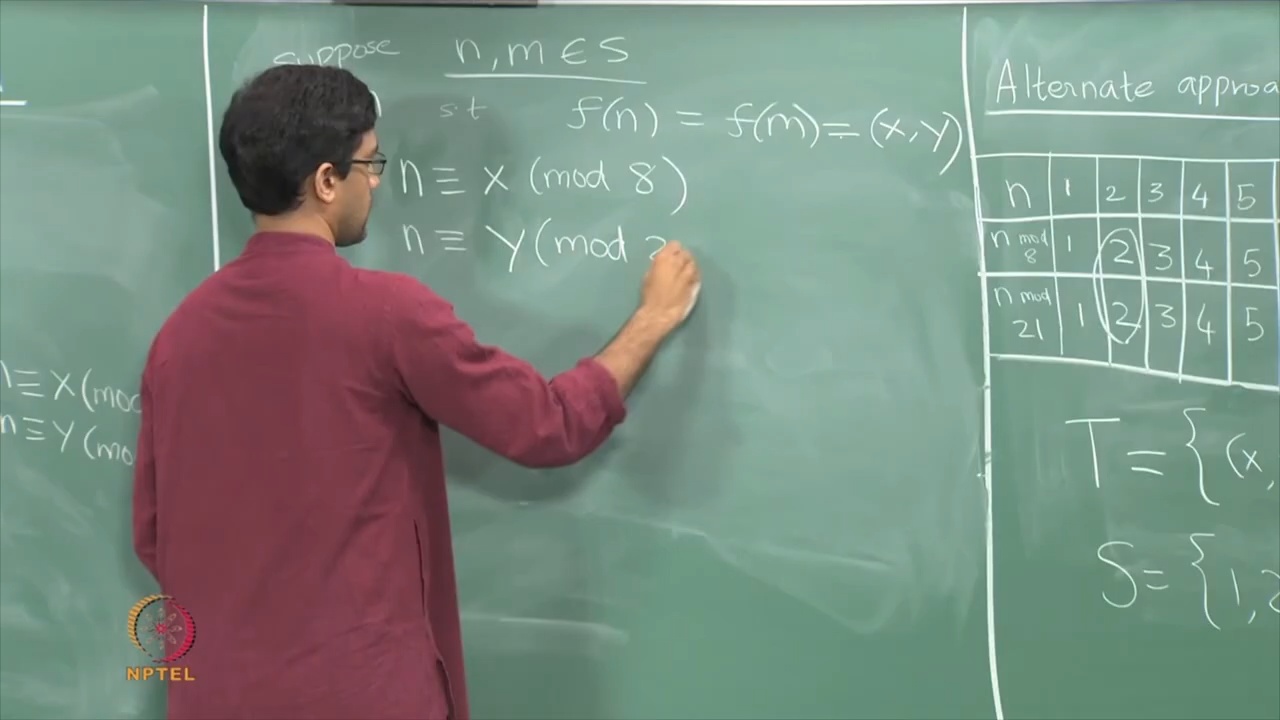 n ≡ x (mod
n ≡ y (mo
suppose n, m ∈ S
st f(n) = f(m) = (x, y)
n ≡ x (mod 8)
n ≡ y (mod 2
Alternate approa
n 1 2 3 4 5
n mod 8 1 2 3 4 5
n mod 21 1 2 3 4 5
T = { (x,
S = { 1, 2
NPTEL